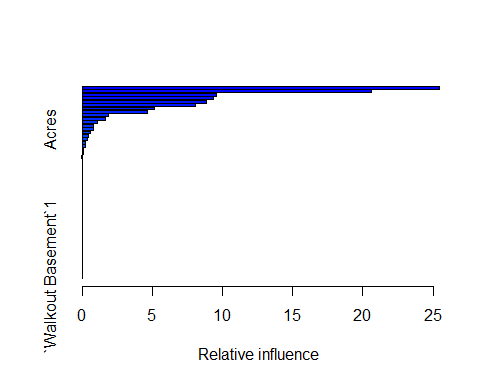 Acres
`Walkout Basement`1
0 5 10 15 20 25
Relative influence